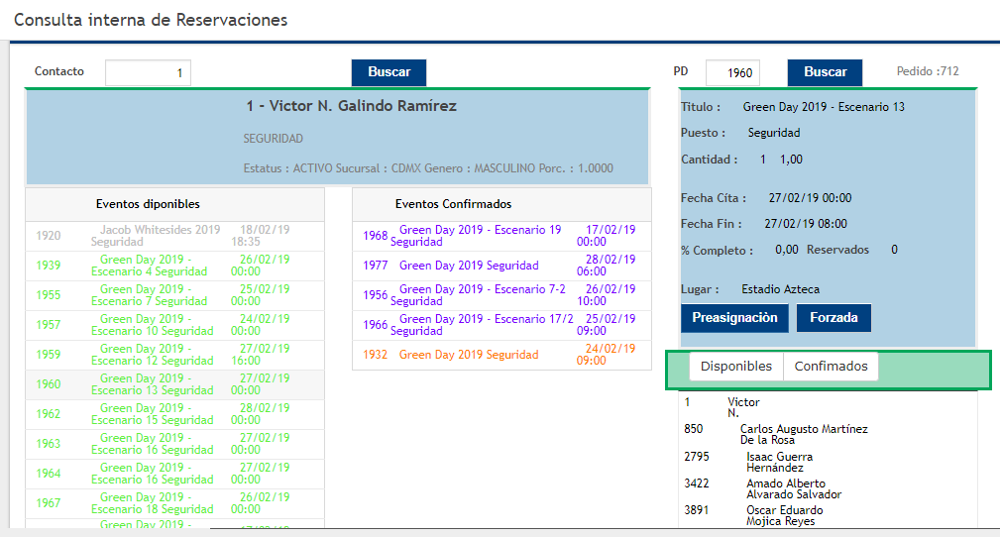 Consulta interna de Reservaciones
Contacto 1 Buscar
PD 1960 Buscar Pedido :712
1 - Victor N. Galindo Ramírez
SEGURIDAD
Estatus : ACTIVO Sucursal : CDMX Genero : MASCULINO Porc. : 1.0000
Eventos diponibles
1920 Jacob Whitesides 2019 18/02/19
Seguridad 18:35
1939 Green Day 2019 - 26/02/19
Escenario 4 Seguridad 00:00
1955 Green Day 2019 - 25/02/19
Escenario 7 Seguridad 00:00
1957 Green Day 2019 - 24/02/19
Escenario 10 Seguridad 00:00
1959 Green Day 2019 - 27/02/19
Escenario 12 Seguridad 16:00
1960 Green Day 2019 - 27/02/19
Escenario 13 Seguridad 00:00
1962 Green Day 2019 - 28/02/19
Escenario 15 Seguridad 00:00
1963 Green Day 2019 - 27/02/19
Escenario 16 Seguridad 00:00
1964 Green Day 2019 - 27/02/19
Escenario 16 Seguridad 00:00
1967 Green Day 2019 - 26/02/19
Escenario 18 Seguridad 00:00
Green Day 2019 -
Eventos Confirmados
1968 Green Day 2019 - Escenario 19 17/02/19
Seguridad 00:00
1977 Green Day 2019 Seguridad 28/02/19
06:00
1956 Green Day 2019 - Escenario 7-2 26/02/19
Seguridad 10:00
1966 Green Day 2019 - Escenario 17/2 25/02/19
Seguridad 09:00
1932 Green Day 2019 Seguridad 24/02/19
09:00
Titulo : Green Day 2019 - Escenario 13
Puesto : Seguridad
Cantidad : 1 1,00
Fecha Cíta : 27/02/19 00:00
Fecha Fin : 27/02/19 08:00
% Completo : 0,00 Reservados 0
Lugar : Estadio Azteca
Preasignaciòn Forzada
Disponibles Confimados
1 Victor
N.
850 Carlos Augusto Martínez
De la Rosa
2795 Isaac Guerra
Hernández
3422 Amado Alberto
Alvarado Salvador
3891 Oscar Eduardo
Mojica Reyes